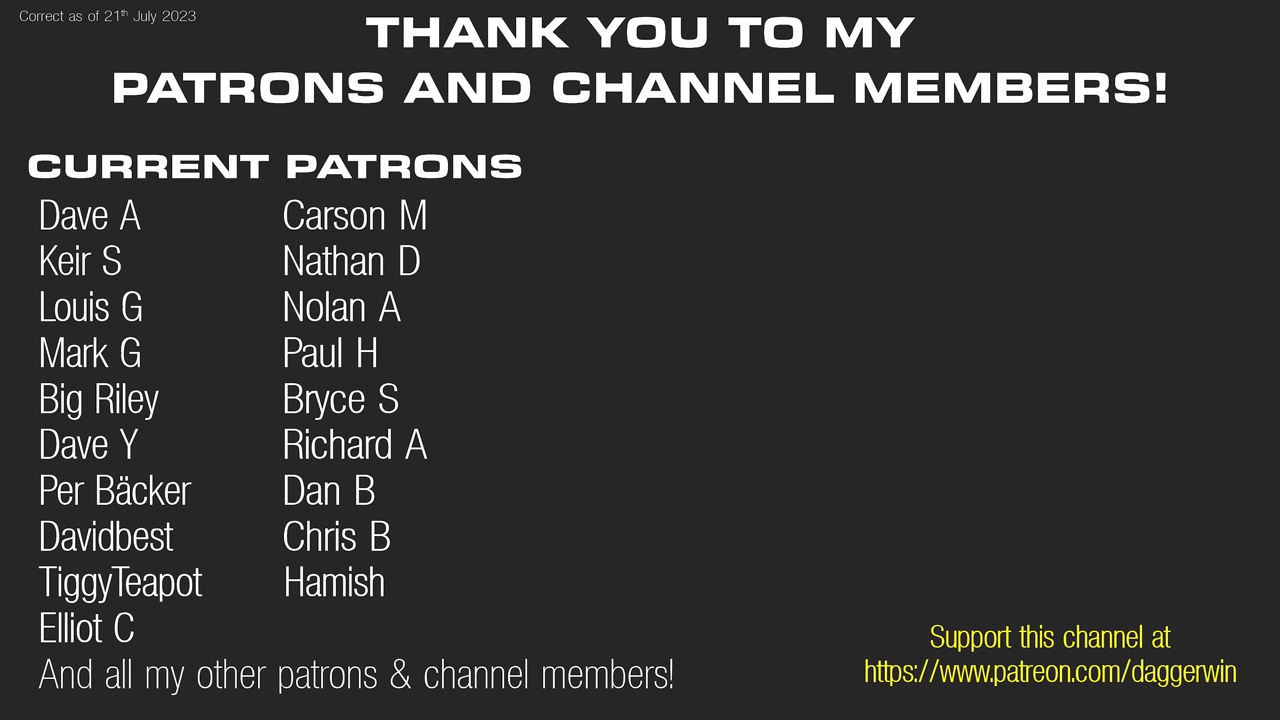 Correct as of 21th July 2023
THANK YOU TO MY
PATRONS AND CHANNEL MEMBERS!
CURRENT PATRONS
Dave A
Keir S
Louis G
Mark G
Big Riley
Dave Y
Per Bäcker
Davidbest
TiggyTeapot
Elliot C
Carson M
Nathan D
Nolan A
Paul H
Bryce S
Richard A
Dan B
Chris B
Hamish
And all my other patrons & channel members!
Support this channel at
https://www.patreon.com/daggerwin